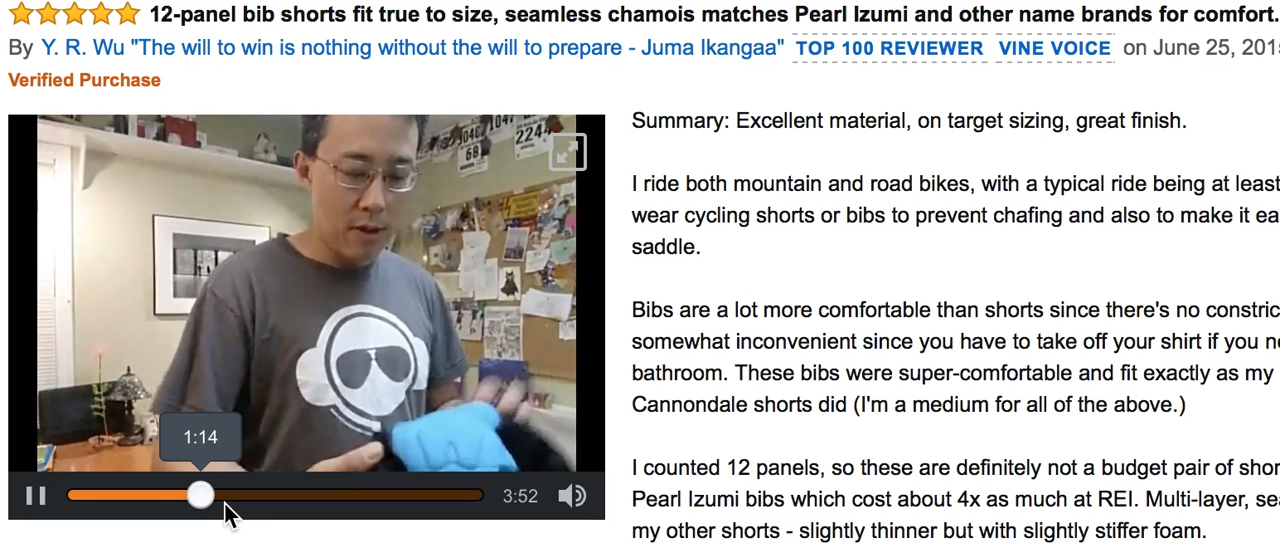 12-panel bib shorts fit true to size, seamless chamois matches Pearl Izumi and other name brands for comfort.
By Y. R. Wu "The will to win is nothing without the will to prepare - Juma Ikangaa" TOP 100 REVIEWER VINE VOICE on June 25, 201
Verified Purchase
1040
1047
68
2244
1:14
3:52
Summary: Excellent material, on target sizing, great finish.
I ride both mountain and road bikes, with a typical ride being at least
wear cycling shorts or bibs to prevent chafing and also to make it ea
saddle.
Bibs are a lot more comfortable than shorts since there's no constric
somewhat inconvenient since you have to take off your shirt if you ne
bathroom. These bibs were super-comfortable and fit exactly as my
Cannondale shorts did (I'm a medium for all of the above.)
I counted 12 panels, so these are definitely not a budget pair of shor
Pearl Izumi bibs which cost about 4x as much at REI. Multi-layer, sea
my other shorts - slightly thinner but with slightly stiffer foam.